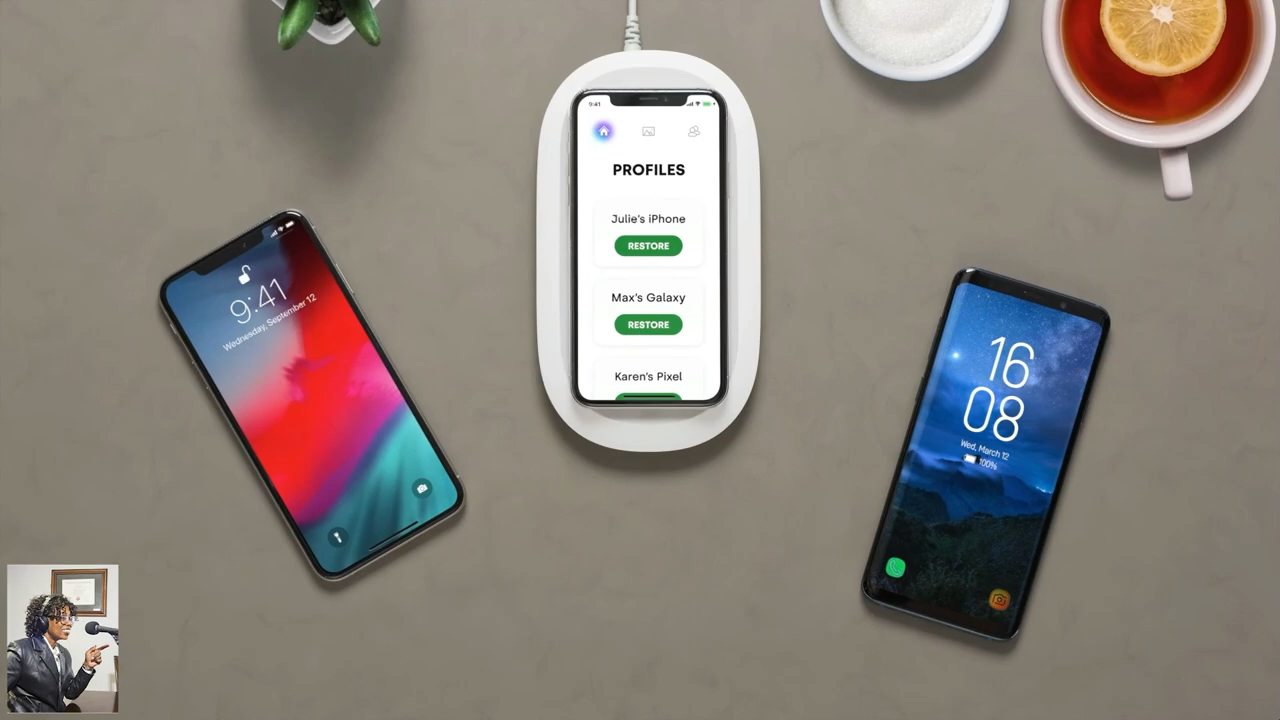 9:41
PROFILES
Julie's iPhone
RESTORE
Max's Galaxy
RESTORE
Karen's Pixel
9:41
Wednesday, September 12
16
08
Wed, March 12
100%